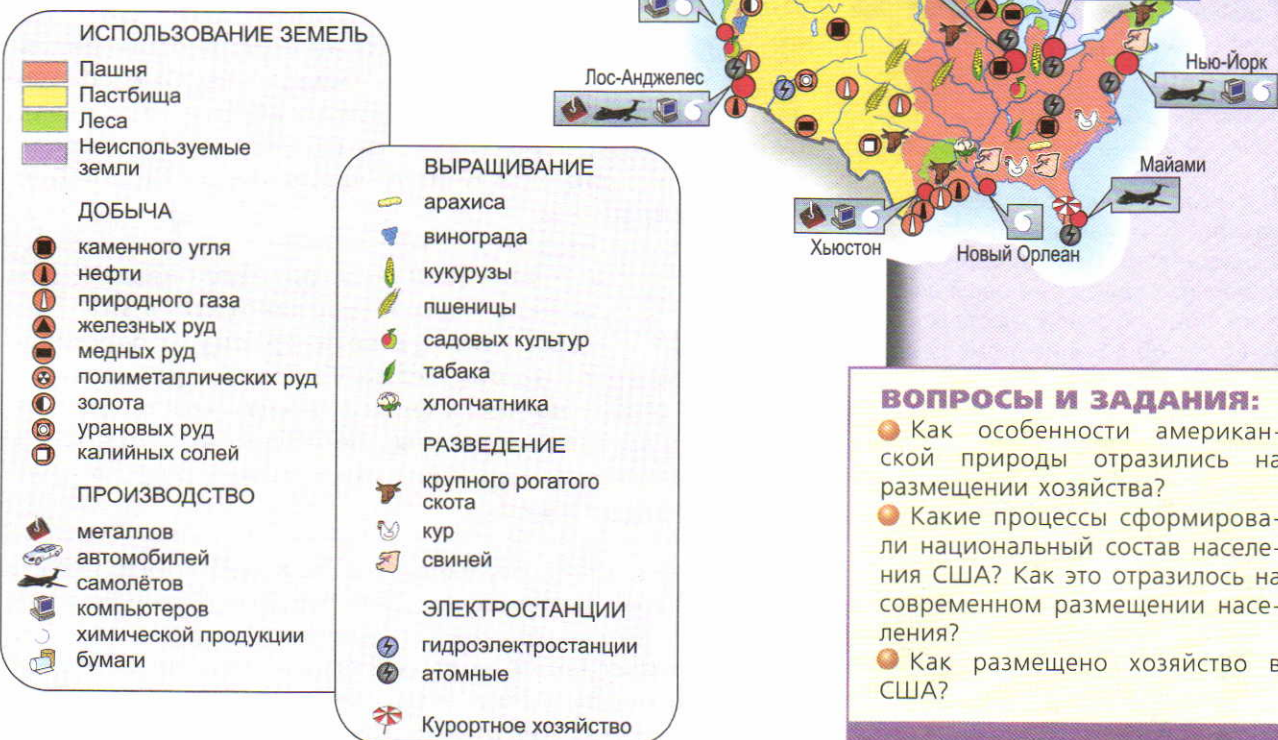 ИСПОЛЬЗОВАНИЕ ЗЕМЕЛЬ
Пашня
Пастбища
Леса
Неиспользуемые
земли
ДОБЫЧА
каменного угля
нефти
природного газа
железных руд
медных руд
полиметаллических руд
золота
урановых руд
калийных солей
ПРОИЗВОДСТВО
металлов
автомобилей
самолётов
компьютеров
химической продукции
бумаги
ВЫРАЩИВАНИЕ
арахиса
винограда
кукурузы
пшеницы
садовых культур
табака
хлопчатника
РАЗВЕДЕНИЕ
крупного рогатого
скота
кур
свиней
ЭЛЕКТРОСТАНЦИИ
гидроэлектростанции
атомные
Курортное хозяйство
Лос-Анджелес
Нью-Йорк
Майами
Хьюстон
Новый Орлеан
ВОПРОСЫ И ЗАДАНИЯ:
Как особенности американ-
ской природы отразились на
размещении хозяйства?
Какие процессы сформирова-
ли национальный состав населе-
ния США? Как это отразилось на
современном размещении насе-
ления?
Как размещено хозяйство в
США?